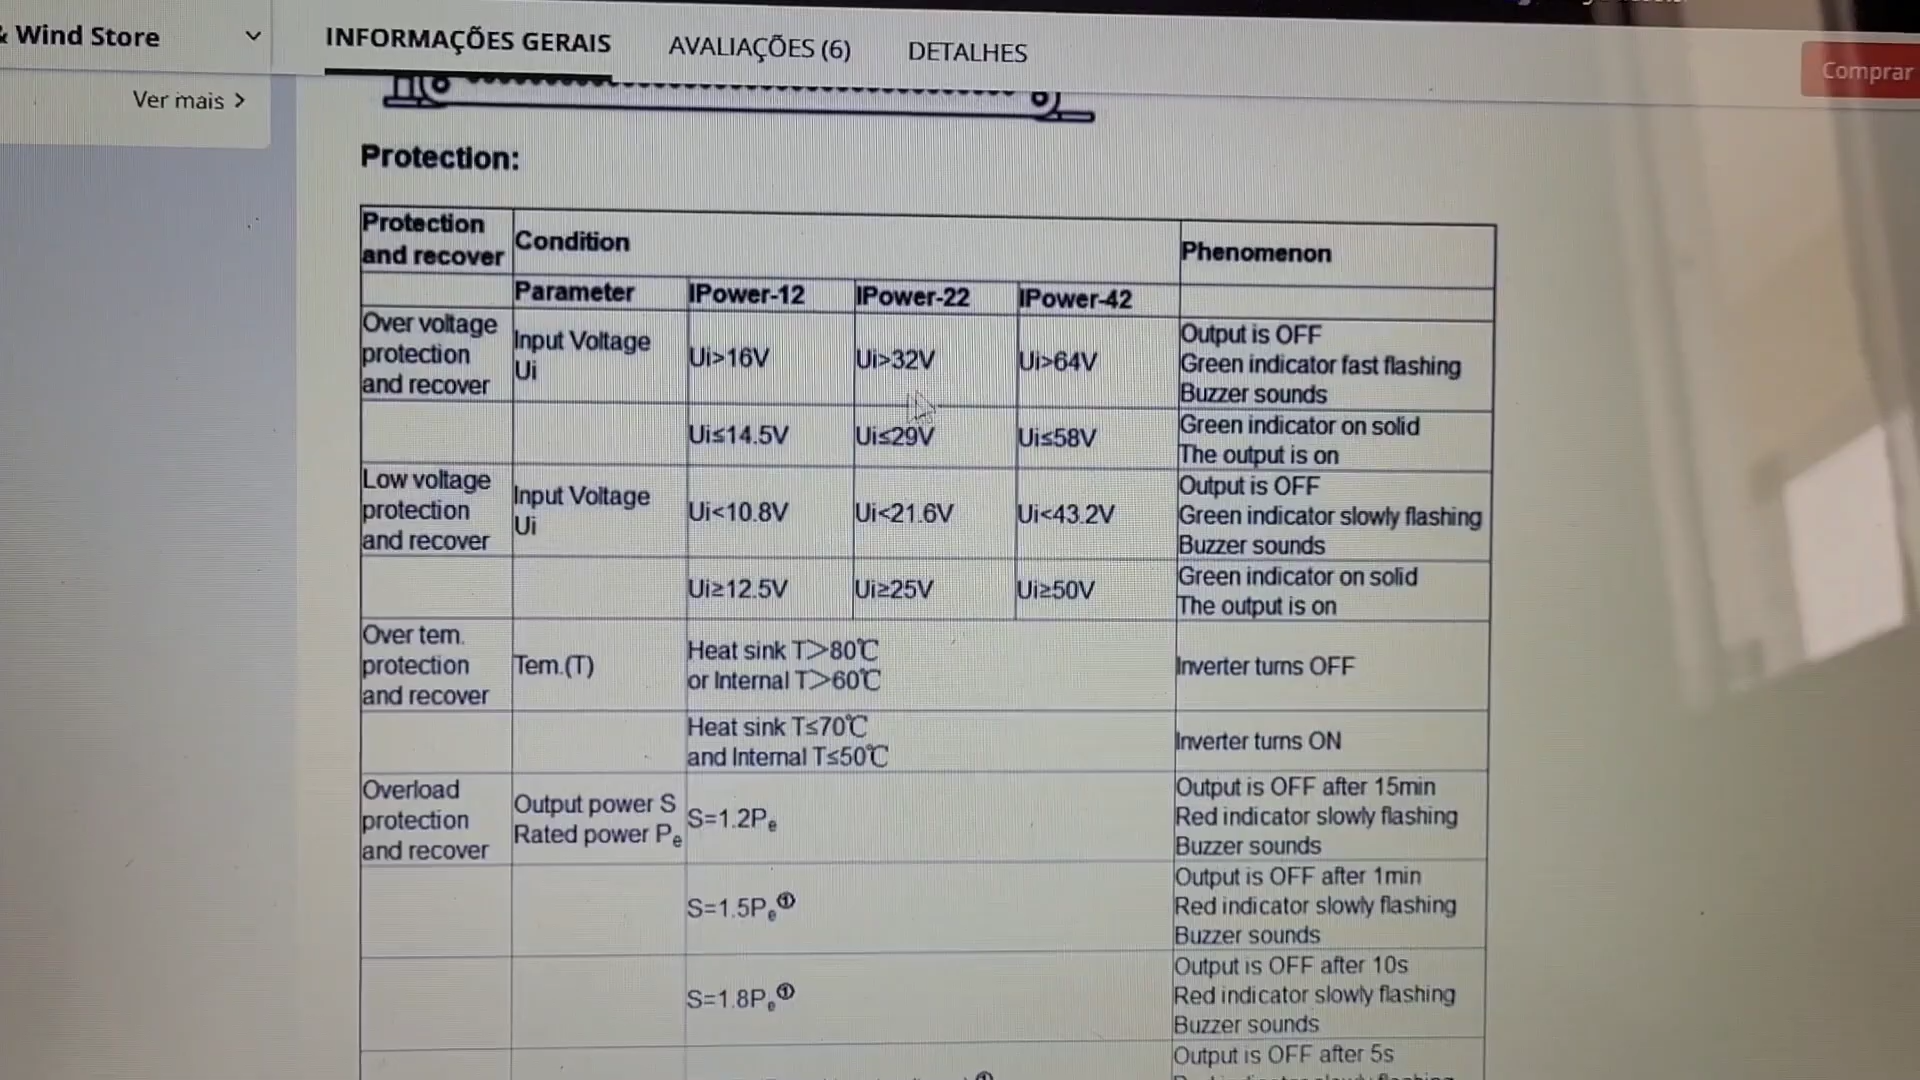 & Wind Store
INFORMAÇÕES GERAIS
AVALIAÇÕES (6)
DETALHES
Comprar
Ver mais >
Protection:
Protection and recover
Condition
Phenomenon
Parameter
IPower-12
IPower-22
IPower-42
Over voltage
protection
and recover
Input Voltage
Ui
Ui>16V
Ui>32V
Ui>64V
Output is OFF
Green indicator fast flashing
Buzzer sounds
Ui≤14.5V
Ui≤29V
Ui≤58V
Green indicator on solid
The output is on
Low voltage
protection
and recover
Input Voltage
Ui
Ui<10.8V
Ui<21.6V
Ui<43.2V
Output is OFF
Green indicator slowly flashing
Buzzer sounds
Ui≥12.5V
Ui≥25V
Ui≥50V
Green indicator on solid
The output is on
Over tem.
protection
and recover
Tem.(T)
Heat sink T>80℃
or Internal T>60℃
Inverter turns OFF
Heat sink T≤70℃
and Internal T≤50℃
Inverter turns ON
Overload
protection
and recover
Output power S
Rated power Pe
S=1.2Pe
Output is OFF after 15min
Red indicator slowly flashing
Buzzer sounds
S=1.5Pe①
Output is OFF after 1min
Red indicator slowly flashing
Buzzer sounds
S=1.8Pe①
Output is OFF after 10s
Red indicator slowly flashing
Buzzer sounds
①
Output is OFF after 5s